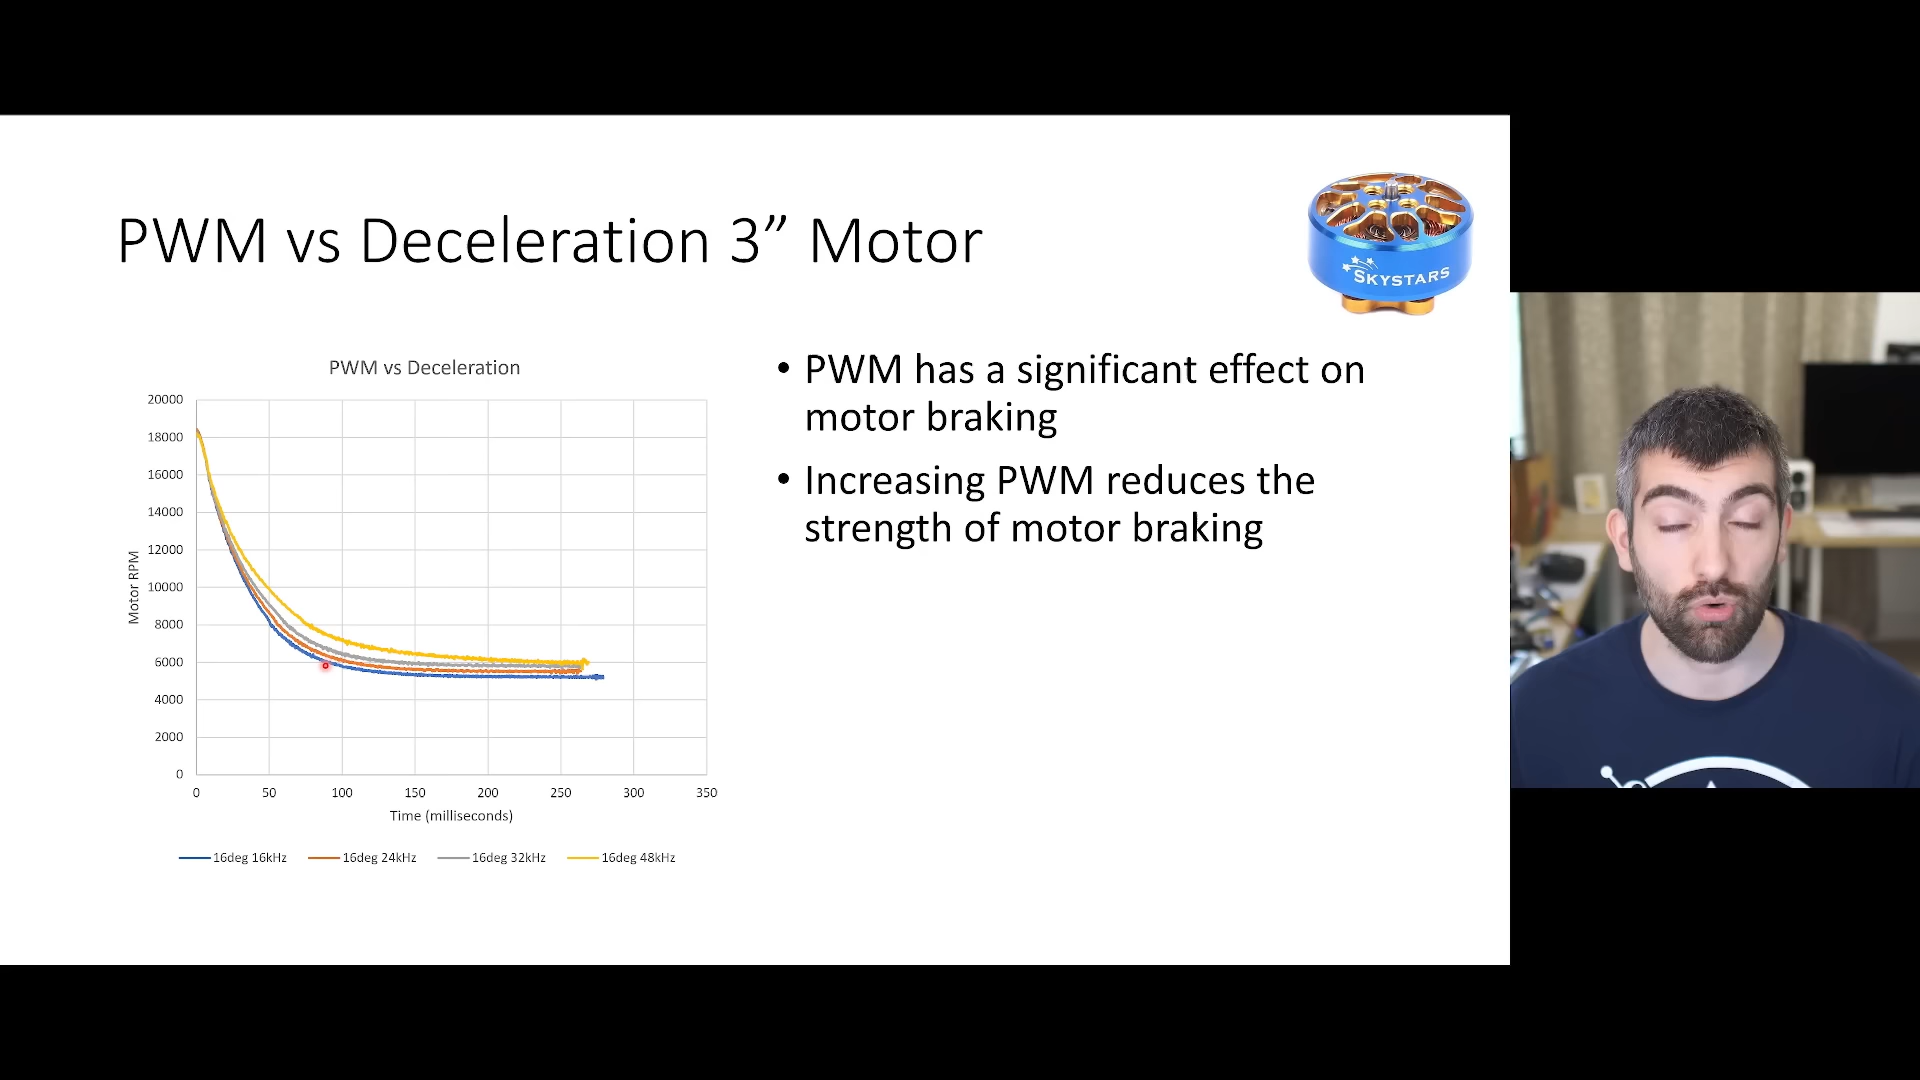 PWM vs Deceleration 3” Motor
SKYSTARS
PWM vs Deceleration
20000
18000
16000
14000
12000
10000
8000
6000
4000
2000
0
Motor RPM
0 50 100 150 200 250 300 350
Time (milliseconds)
16deg 16kHz 16deg 24kHz 16deg 32kHz 16deg 48kHz
• PWM has a significant effect on
motor braking
• Increasing PWM reduces the
strength of motor braking